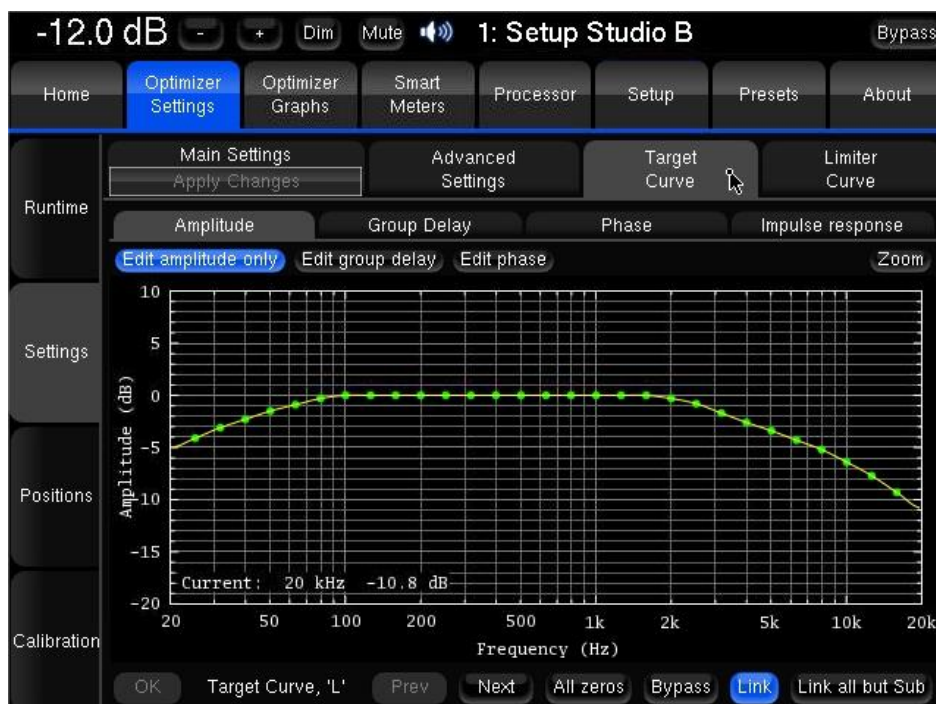 -12.0 dB - + Dim Mute 1: Setup Studio B Bypass
Home Optimizer Settings Optimizer Graphs Smart Meters Processor Setup Presets About
Runtime
Settings
Positions
Calibration
Main Settings
Apply Changes
Advanced Settings
Target Curve
Limiter Curve
Amplitude Group Delay Phase Impulse response
Edit amplitude only Edit group delay Edit phase Zoom
Amplitude (dB)
10
5
0
-5
-10
-15
-20
Current: 20 kHz -10.8 dB
20 50 100 200 500 1k 2k 5k 10k 20k
Frequency (Hz)
OK Target Curve, 'L' Prev Next All zeros Bypass Link Link all but Sub